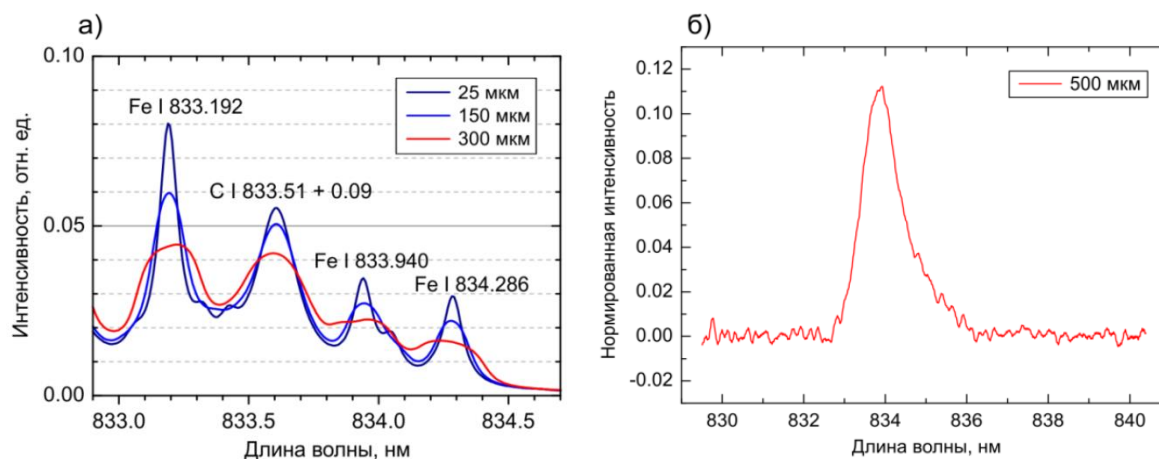 а)
Интенсивность, отн. ед.
0.10
0.05
0.00
Fe I 833.192
C I 833.51 + 0.09
Fe I 833.940
Fe I 834.286
25 мкм
150 мкм
300 мкм
833.0 833.5 834.0 834.5
Длина волны, нм
б)
Нормированная интенсивность
0.12
0.10
0.08
0.06
0.04
0.02
0.00
-0.02
500 мкм
830 832 834 836 838 840
Длина волны, нм